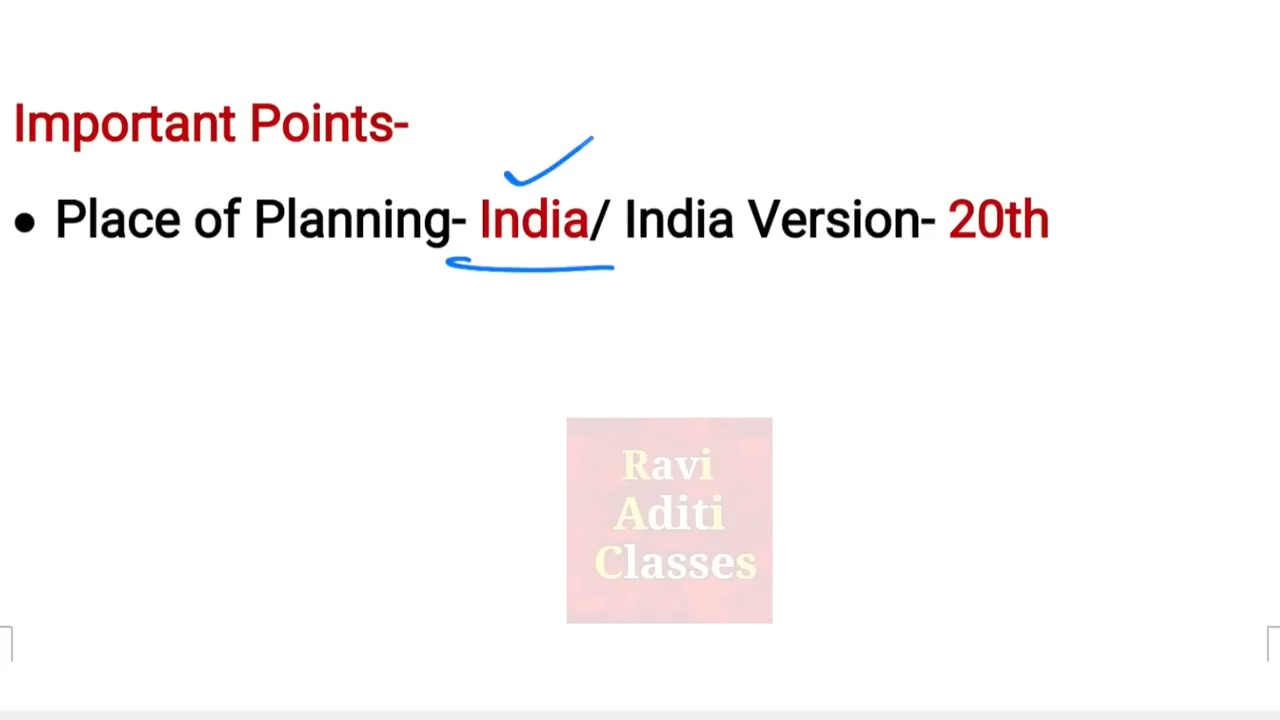 Important Points-
● Place of Planning- India/ India Version- 20th
Ravi
Aditi
Classes